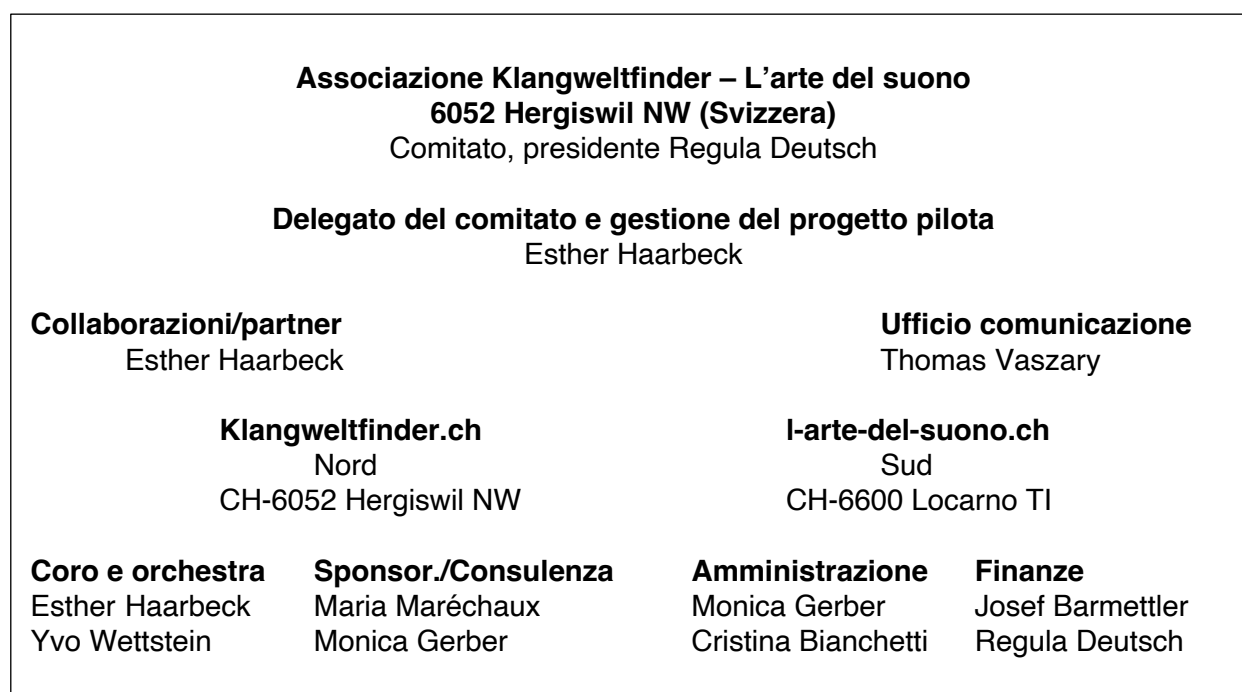 Associazione Klangweltfinder – L’arte del suono
6052 Hergiswil NW (Svizzera)
Comitato, presidente Regula Deutsch
Delegato del comitato e gestione del progetto pilota
Esther Haarbeck
Collaborazioni/partner Ufficio comunicazione
Esther Haarbeck Thomas Vaszary
Klangweltfinder.ch l-arte-del-suono.ch
Nord Sud
CH-6052 Hergiswil NW CH-6600 Locarno TI
Coro e orchestra Sponsor./Consulenza Amministrazione Finanze
Esther Haarbeck Maria Maréchaux Monica Gerber Josef Barmettler
Yvo Wettstein Monica Gerber Cristina Bianchetti Regula Deutsch